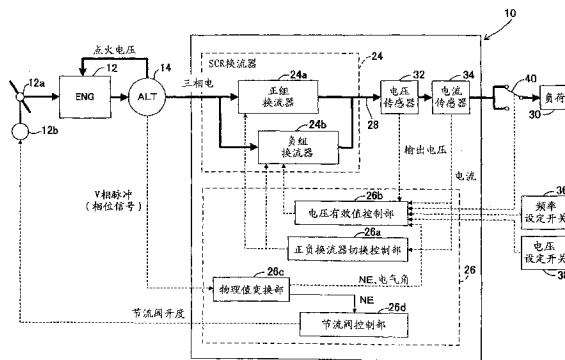 10
点火电压
12
14
SCR换流器
24
24a
32
34
12a
ENG
ALT
三相电
正组
换流器
电压
传感器
电流
传感器
40
24b
28
负荷
30
12b
负组
换流器
输出电压
电流
V相脉冲
(相位信号)
26b
电压有效值控制部
频率
设定开关
26a
正负换流器切换控制部
电压
设定开关
26c
NE、电气角
26
物理值变换部
NE
26d
节流阀开度
节流阀控制部